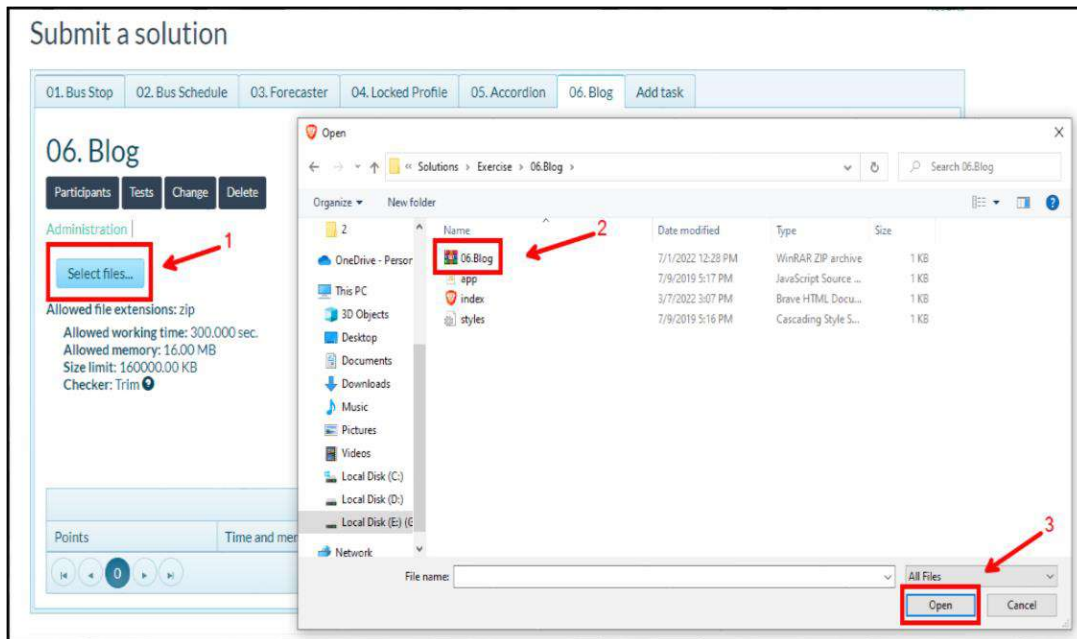 Submit a solution
01. Bus Stop 02. Bus Schedule 03. Forecaster 04. Locked Profile 05. Accordion 06. Blog Add task
06. Blog
Participants Tests Change Delete
Administration
1
Select files...
Allowed file extensions: zip
Allowed working time: 300.000 sec.
Allowed memory: 16.00 MB
Size limit: 160000.00 KB
Checker: Trim
Points Time and mer
0
Open
« Solutions > Exercise > 06.Blog >
Search 06.Blog
Organize New folder
2
OneDrive - Person
This PC
3D Objects
Desktop
Documents
Downloads
Music
Pictures
Videos
Local Disk (C:)
Local Disk (D:)
Local Disk (E:) (G
Network
Name Date modified Type Size
2
06.Blog 7/1/2022 12:28 PM WinRAR ZIP archive 1 KB
app 7/9/2019 5:17 PM JavaScript Source ... 1 KB
index 3/7/2022 3:07 PM Brave HTML Docu... 1 KB
styles 7/9/2019 5:16 PM Cascading Style S... 1 KB
3
File name: All Files
Open Cancel